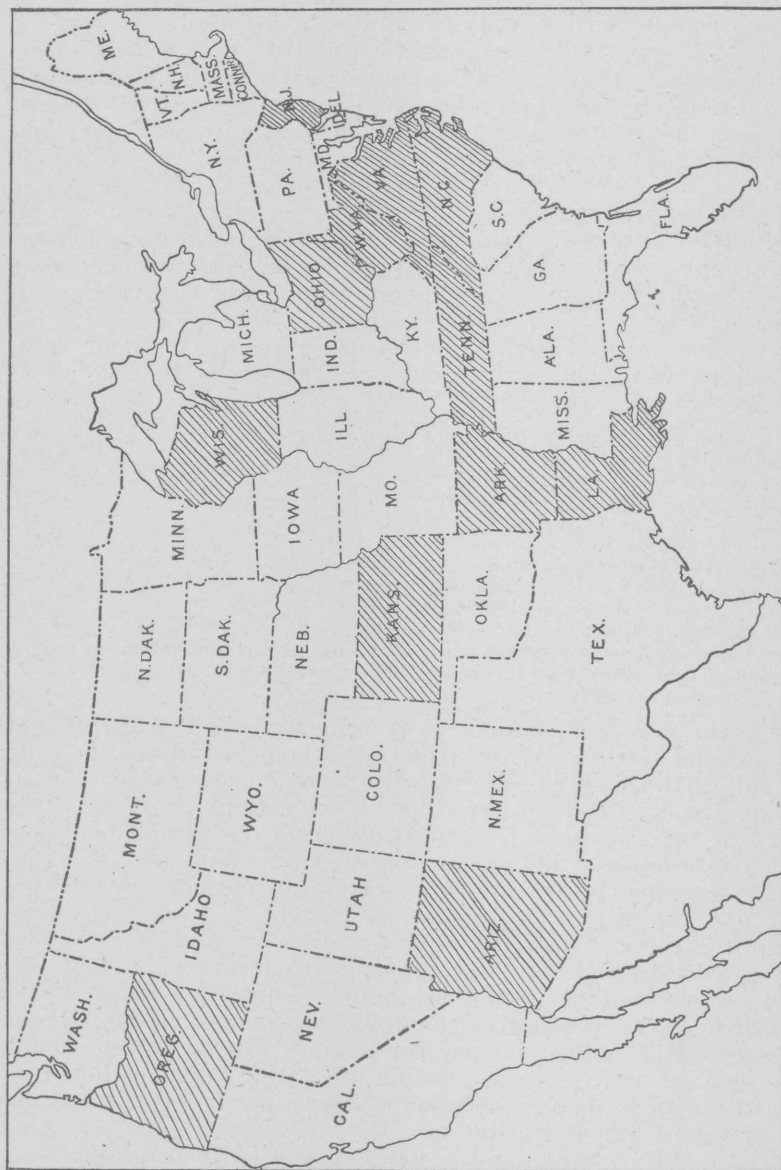 WASH.
OREG.
CAL.
NEV.
IDAHO
MONT.
WYO.
UTAH
COLO.
ARIZ.
N.MEX.
N.DAK.
S.DAK.
NEB.
KANS.
OKLA.
TEX.
MINN.
IOWA
MO.
ARK.
LA.
WIS.
ILL
MICH.
IND.
OHIO
KY.
TENN.
MISS.
ALA.
GA
FLA.
S.C
N.C.
VA.
W.VA.
MD.
DEL.
PA.
N.J.
N.Y.
CONN.
R.I.
MASS.
VT.
N.H.
ME.